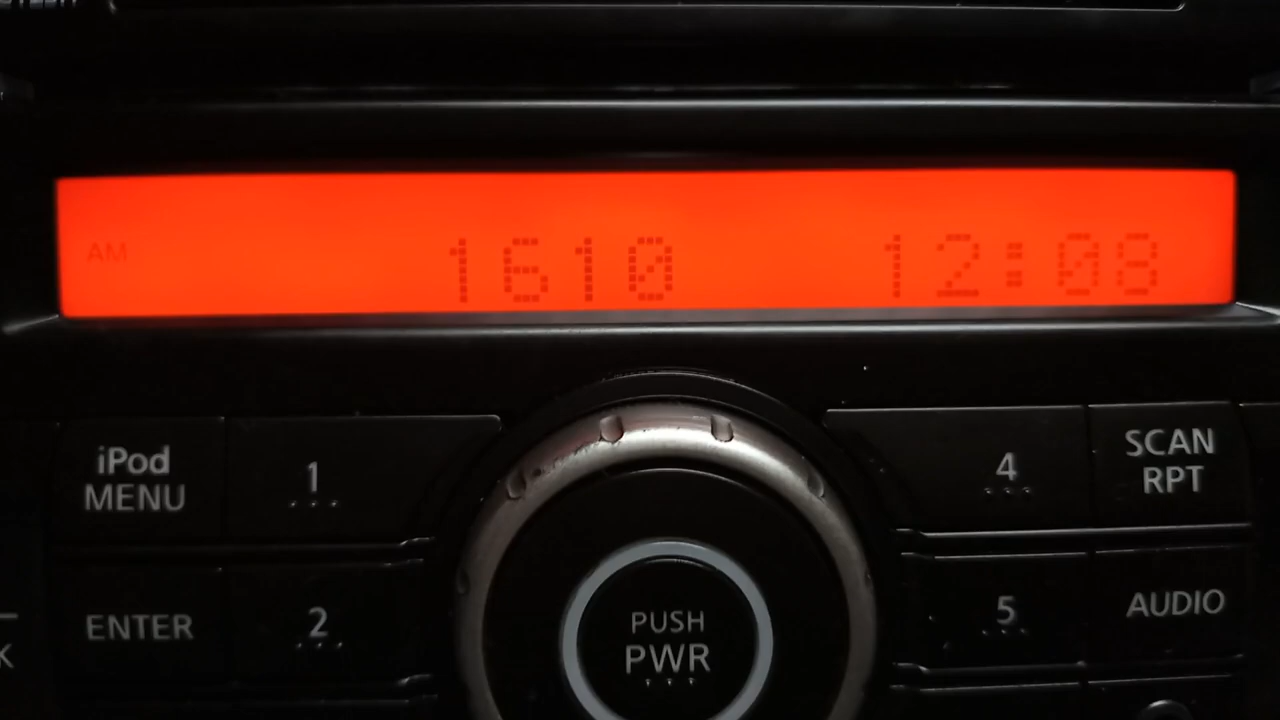 AM 1610 12:08
iPod
MENU
1
4
SCAN
RPT
ENTER
2
PUSH
PWR
5
AUDIO
K